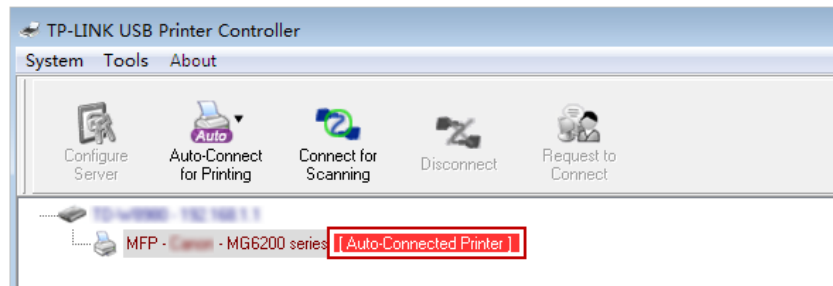 TP-LINK USB Printer Controller
System Tools About
Auto
Configure Server
Auto-Connect for Printing
Connect for Scanning
Disconnect
Request to Connect
MFP - - MG6200 series [ Auto-Connected Printer ]